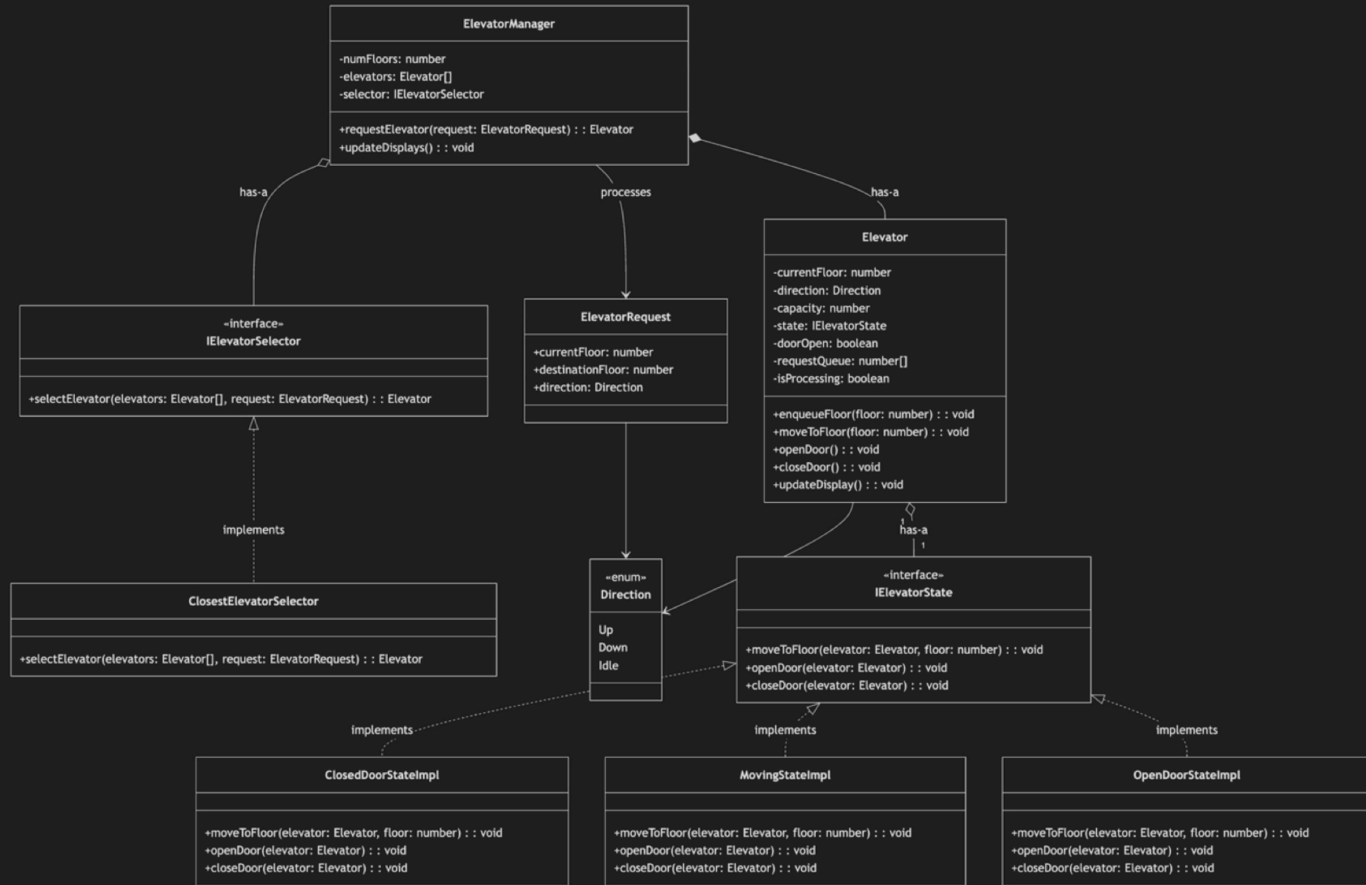 ElevatorManager
-numFloors: number
-elevators: Elevator[]
-selector: IElevatorSelector
+requestElevator(request: ElevatorRequest) : : Elevator
+updateDisplays() : : void
has-a
processes
has-a
Elevator
-currentFloor: number
-direction: Direction
-capacity: number
-state: IElevatorState
-doorOpen: boolean
-requestQueue: number[]
-isProcessing: boolean
+enqueueFloor(floor: number) : : void
+moveToFloor(floor: number) : : void
+openDoor() : : void
+closeDoor() : : void
+updateDisplay() : : void
«interface»
IElevatorSelector
+selectElevator(elevators: Elevator[], request: ElevatorRequest) : : Elevator
ElevatorRequest
+currentFloor: number
+destinationFloor: number
+direction: Direction
implements
1
has-a
1
ClosestElevatorSelector
+selectElevator(elevators: Elevator[], request: ElevatorRequest) : : Elevator
«enum»
Direction
Up
Down
Idle
«interface»
IElevatorState
+moveToFloor(elevator: Elevator, floor: number) : : void
+openDoor(elevator: Elevator) : : void
+closeDoor(elevator: Elevator) : : void
implements
implements
implements
ClosedDoorStateImpl
+moveToFloor(elevator: Elevator, floor: number) : : void
+openDoor(elevator: Elevator) : : void
+closeDoor(elevator: Elevator) : : void
MovingStateImpl
+moveToFloor(elevator: Elevator, floor: number) : : void
+openDoor(elevator: Elevator) : : void
+closeDoor(elevator: Elevator) : : void
OpenDoorStateImpl
+moveToFloor(elevator: Elevator, floor: number) : : void
+openDoor(elevator: Elevator) : : void
+closeDoor(elevator: Elevator) : : void